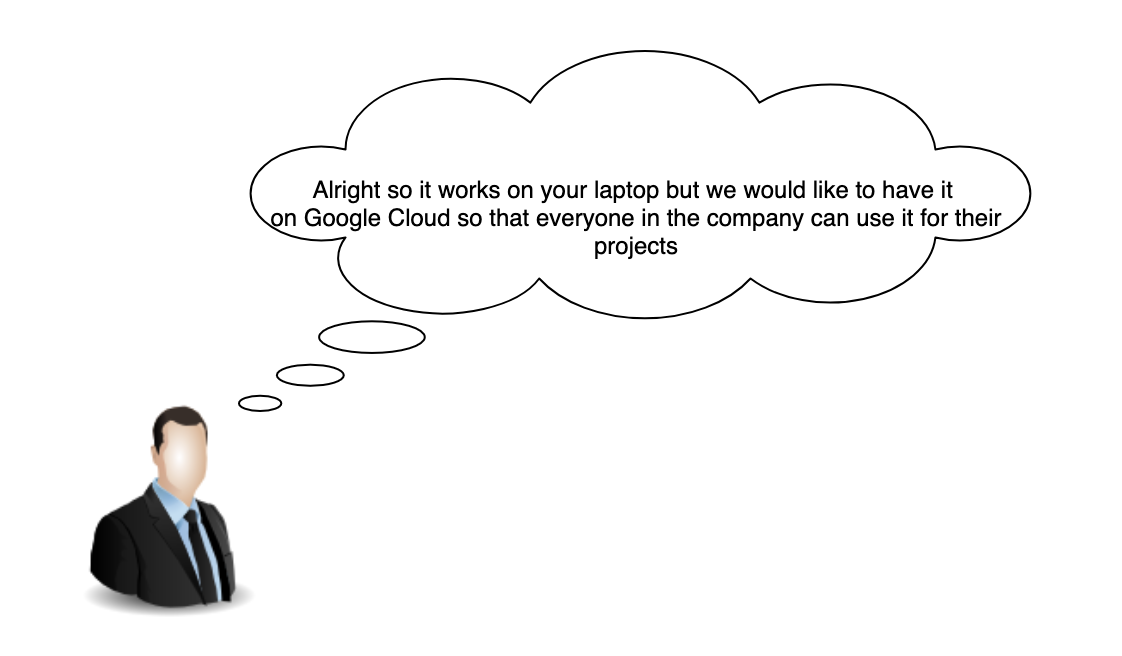 Alright so it works on your laptop but we would like to have it
on Google Cloud so that everyone in the company can use it for their
projects